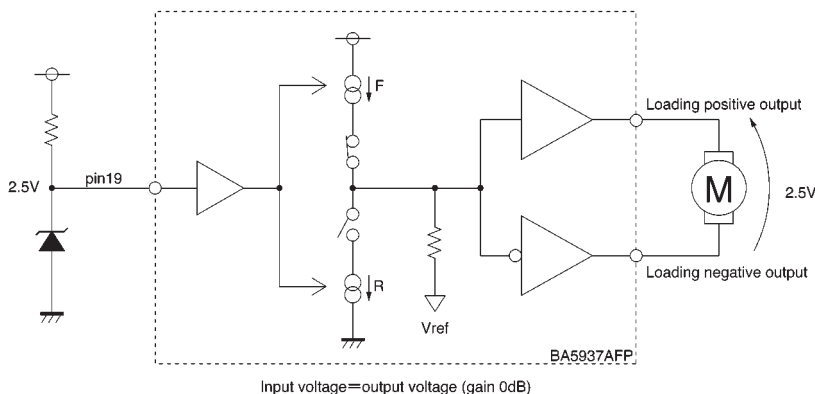 F
Loading positive output
2.5V
pin19
M
2.5V
R
Loading negative output
Vref
BA5937AFP
Input voltage=output voltage (gain 0dB)